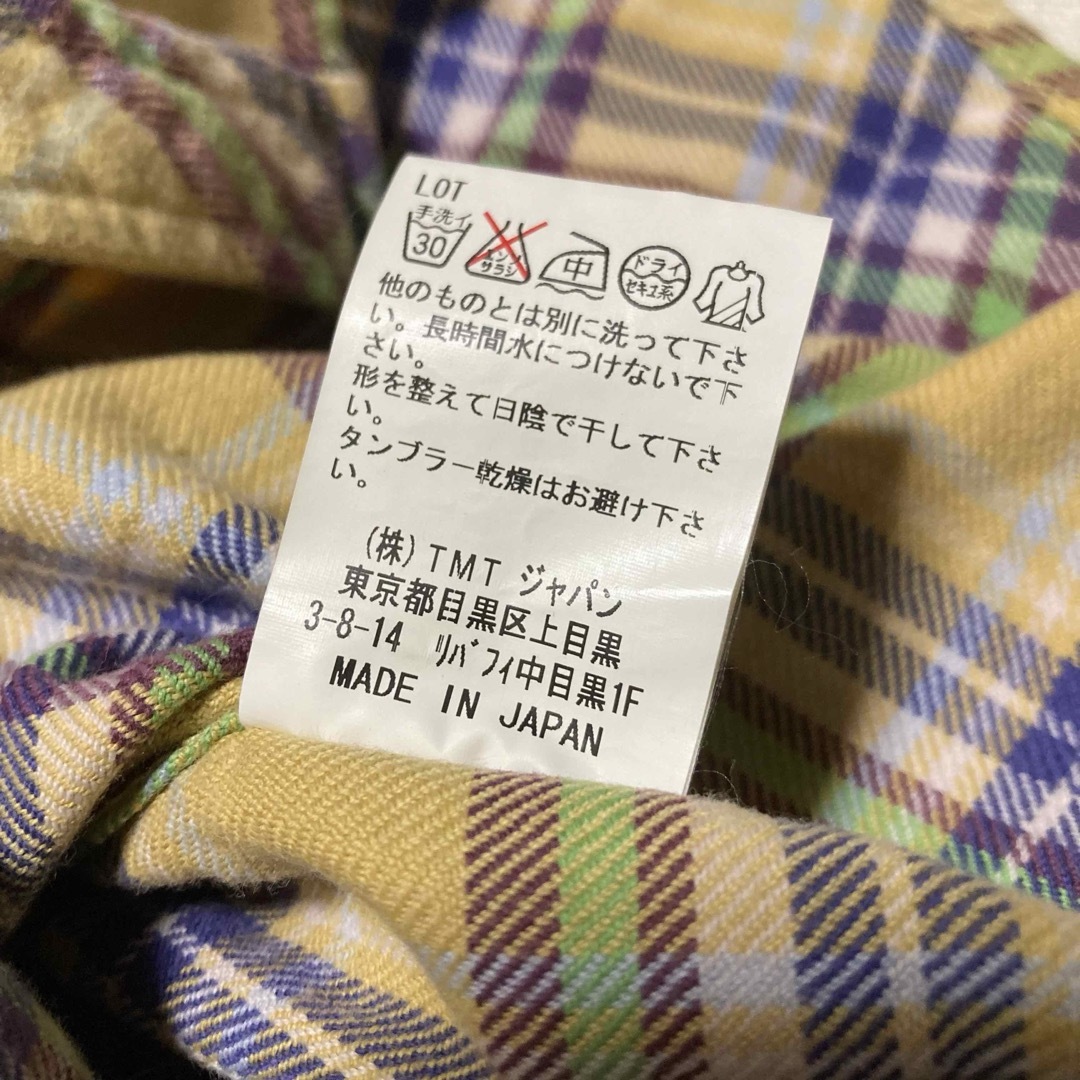 LOT
手洗イ
30
エンソ
サラシ
中
ドライ
セキユ系
他のものとは別に洗って下さ
い。長時間水につけないで下
さい。
形を整えて日陰で干して下さ
い。
タンブラー乾燥はお避け下さ
い。
(株)TMT ジャパン
東京都目黒区上目黒
3-8-14 ﾘﾊﾞﾌｨ中目黒1F
MADE IN JAPAN